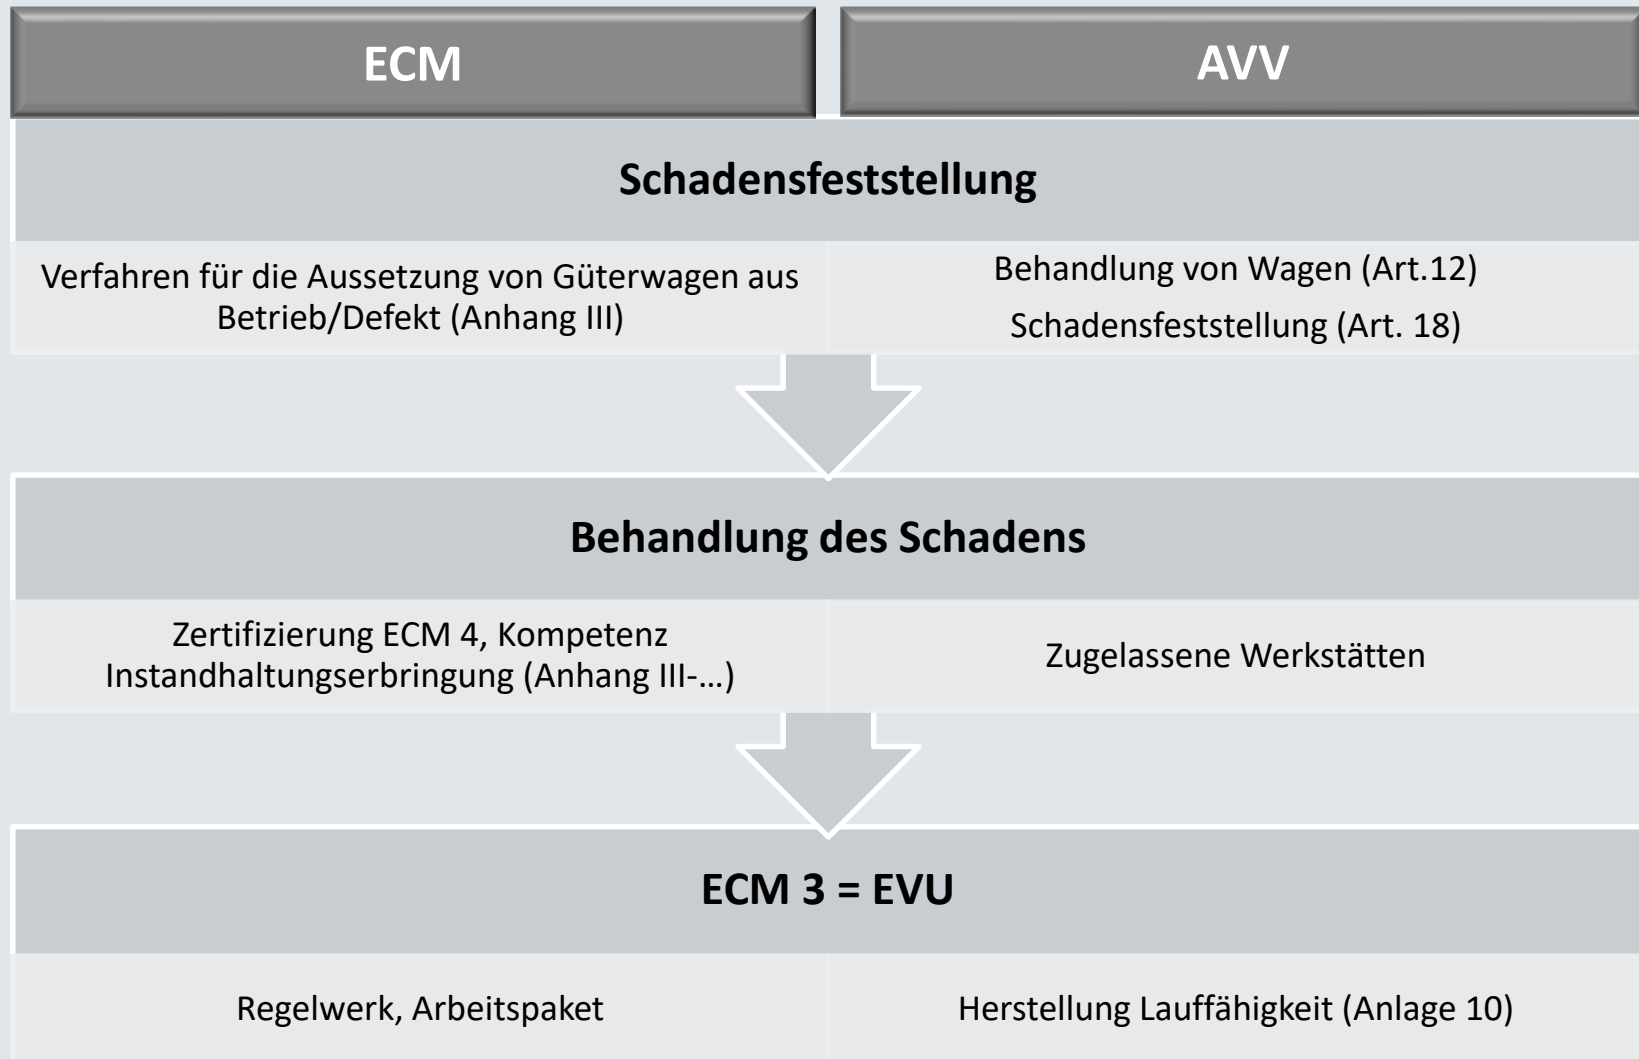 ECM
AVV
Schadensfeststellung
Verfahren für die Aussetzung von Güterwagen aus
Betrieb/Defekt (Anhang III)
Behandlung von Wagen (Art.12)
Schadensfeststellung (Art. 18)
Behandlung des Schadens
Zertifizierung ECM 4, Kompetenz
Instandhaltungserbringung (Anhang III-…)
Zugelassene Werkstätten
ECM 3 = EVU
Regelwerk, Arbeitspaket
Herstellung Lauffähigkeit (Anlage 10)